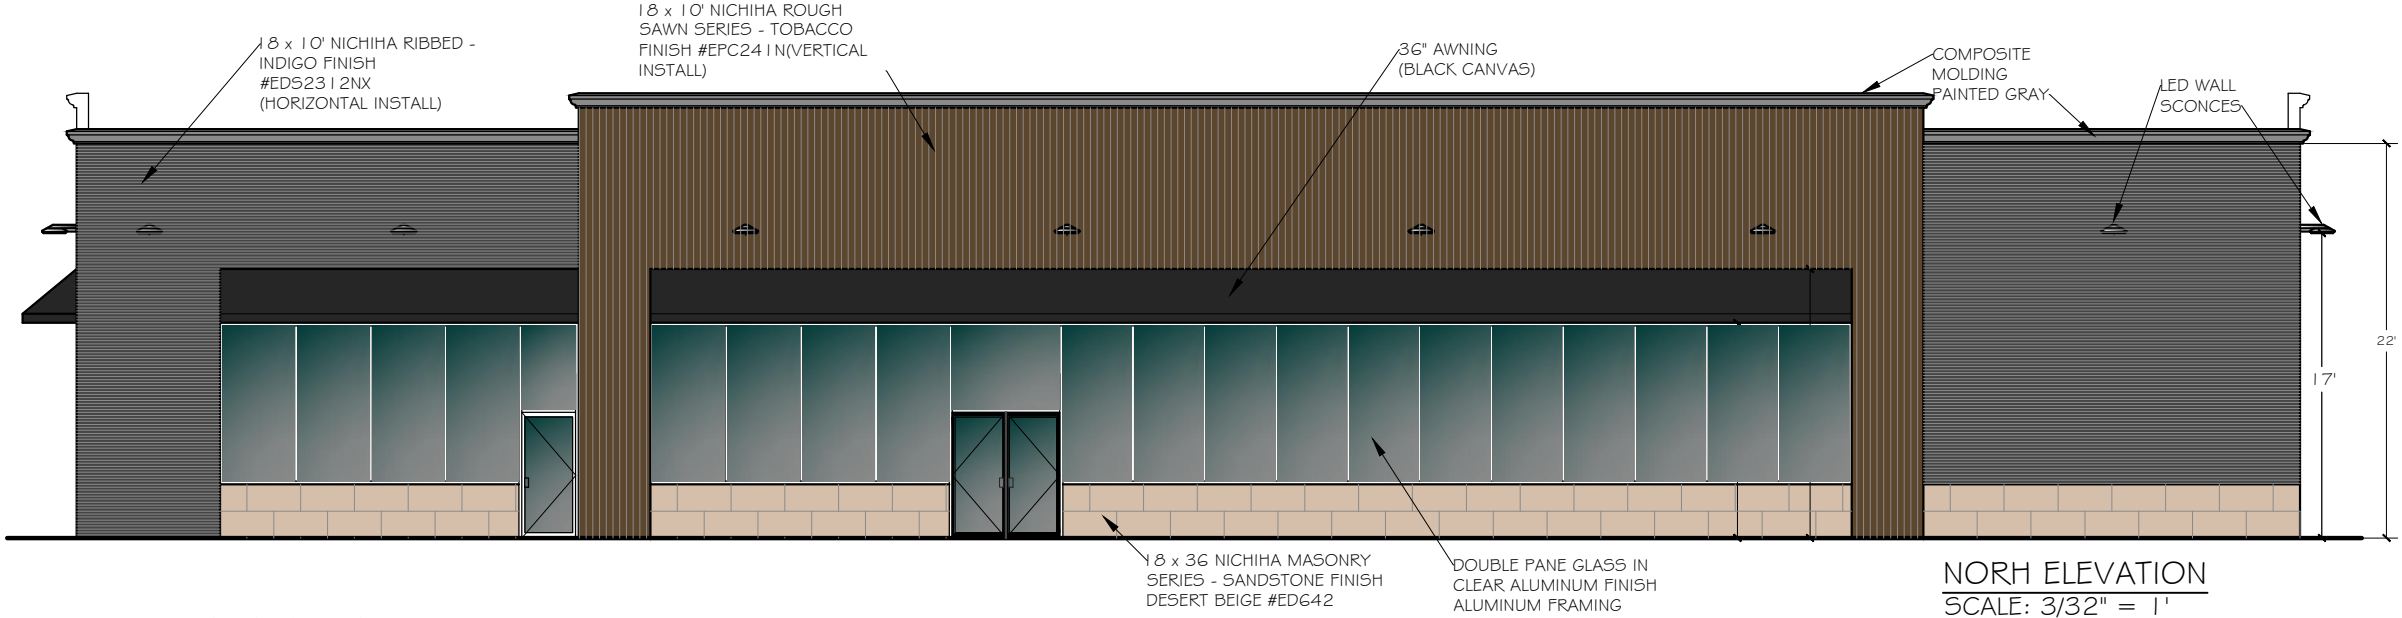 18 x 10' NICHIHA RIBBED -
INDIGO FINISH
#EDS2312NX
(HORIZONTAL INSTALL)
18 x 10' NICHIHA ROUGH
SAWN SERIES - TOBACCO
FINISH #EPC241N(VERTICAL
INSTALL)
36" AWNING
(BLACK CANVAS)
COMPOSITE
MOLDING
PAINTED GRAY
LED WALL
SCONCES
22'
17'
18 x 36 NICHIHA MASONRY
SERIES - SANDSTONE FINISH
DESERT BEIGE #EDG42
DOUBLE PANE GLASS IN
CLEAR ALUMINUM FINISH
ALUMINUM FRAMING
NORH ELEVATION
SCALE: 3/32" = 1'